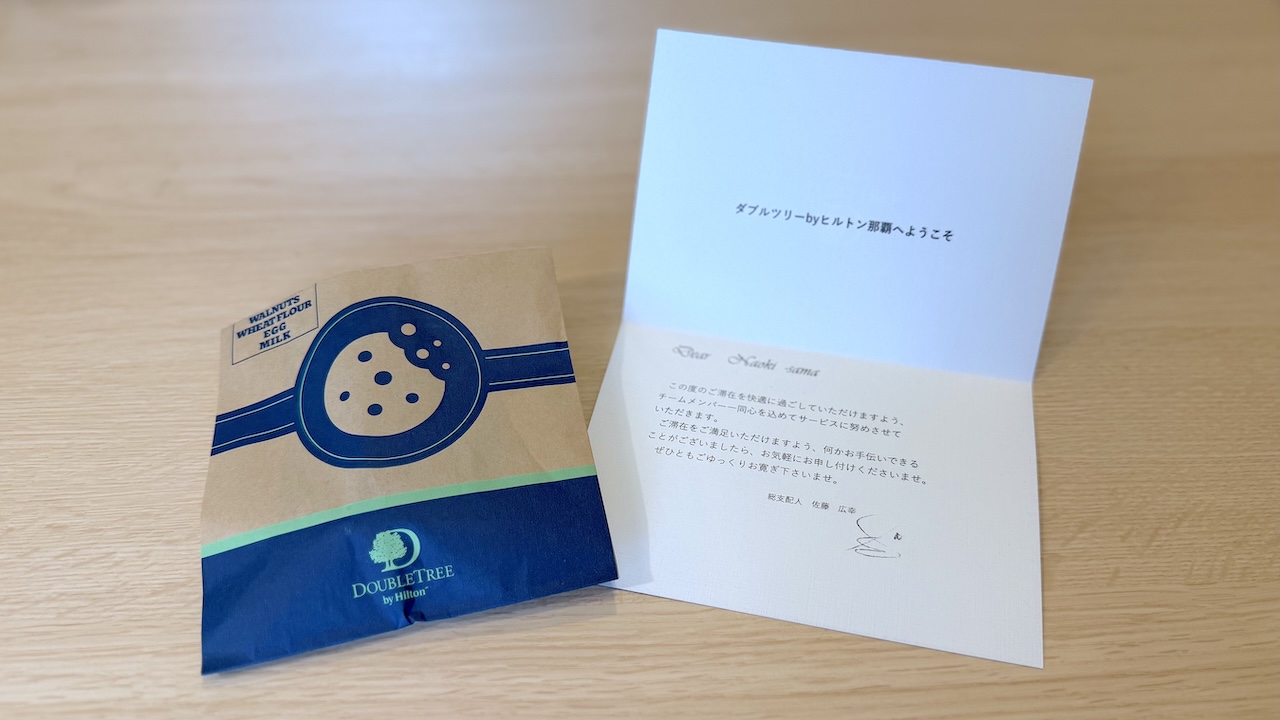 WALNUTS
WHEAT FLOUR
EGG
MILK
DOUBLETREE
by Hilton™
ダブルツリーbyヒルトン那覇へようこそ
Dear Naoki sama
この度のご滞在を快適に過ごしていただけますよう、
チームメンバー一同心を込めてサービスに努めさせて
いただきます。
ご滞在をご満足いただけますよう、何かお手伝いできる
ことがございましたら、お気軽にお申し付けくださいませ。
ぜひともごゆっくりお寛ぎ下さいませ。
総支配人 佐藤 広幸